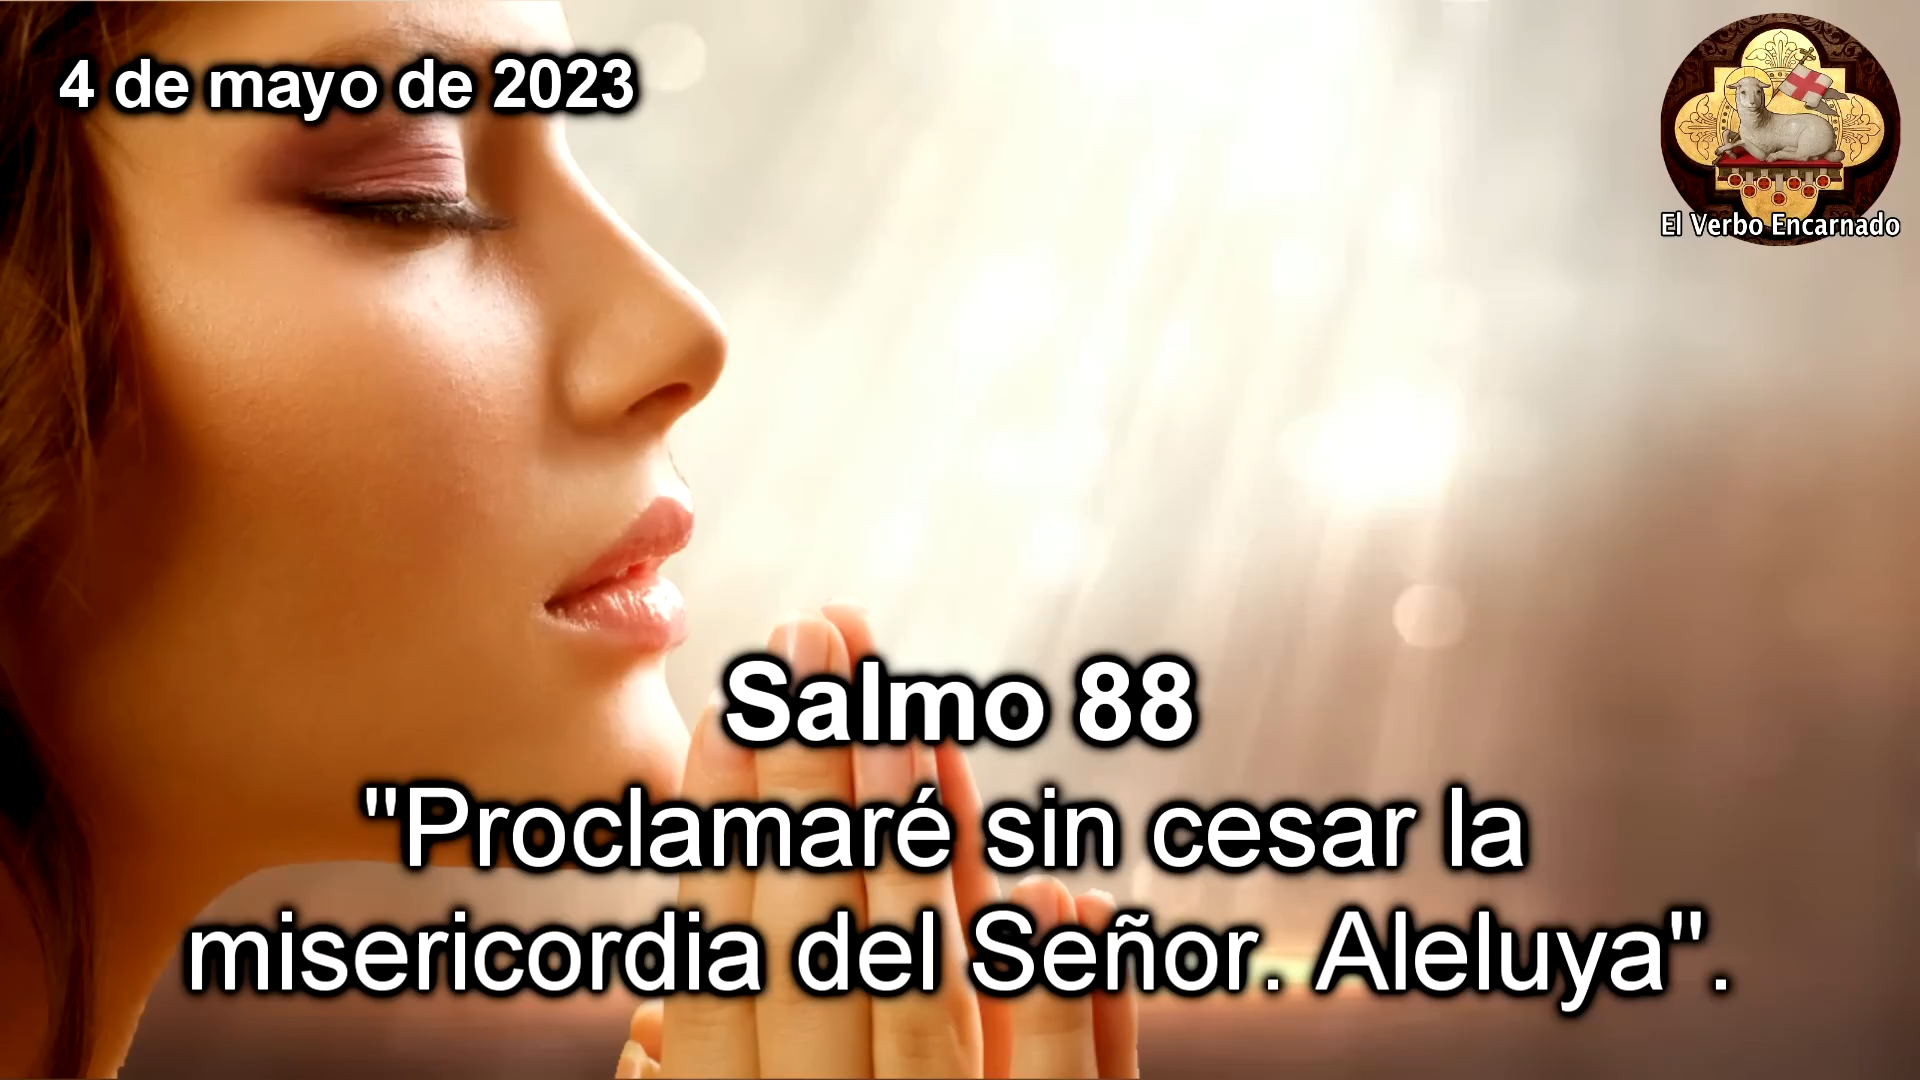 4 de mayo de 2023
El Verbo Encarnado
Salmo 88
"Proclamaré sin cesar la
misericordia del Señor. Aleluya".